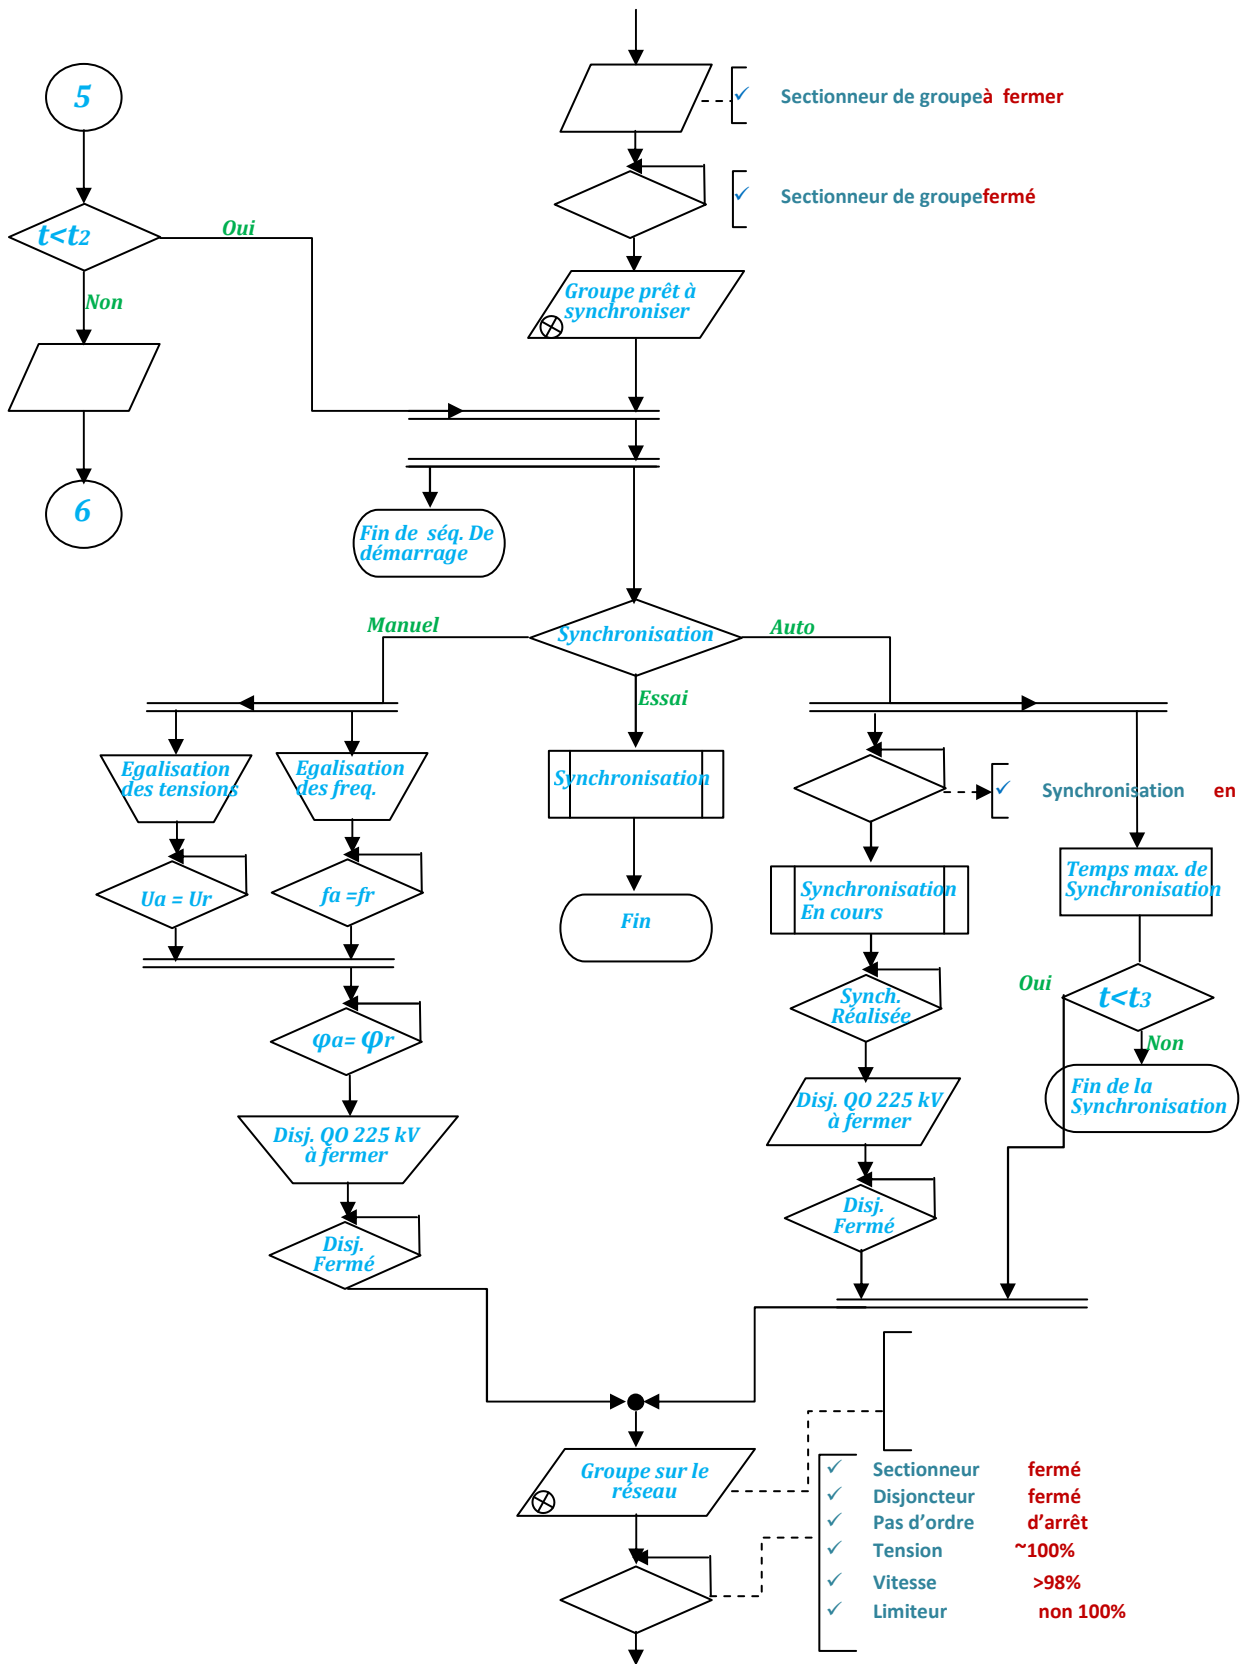 5
✓ Sectionneur de groupeà fermer
✓ Sectionneur de groupefermé
t<t2
Oui
Non
Groupe prêt à
synchroniser
6
Fin de séq. De
démarrage
Manuel
Synchronisation
Auto
Essai
Egalisation
des tensions
Egalisation
des freq.
Synchronisation
✓ Synchronisation en
Ua = Ur
fa =fr
Fin
Synchronisation
En cours
Temps max. de
Synchronisation
Oui
t<t3
Non
Synch.
Réalisée
φa= φr
Disj. QO 225 kV
à fermer
Fin de la
Synchronisation
Disj. QO 225 kV
à fermer
Disj.
Fermé
Disj.
Fermé
Groupe sur le
réseau
✓ Sectionneur fermé
✓ Disjoncteur fermé
✓ Pas d’ordre d’arrêt
✓ Tension ~100%
✓ Vitesse >98%
✓ Limiteur non 100%